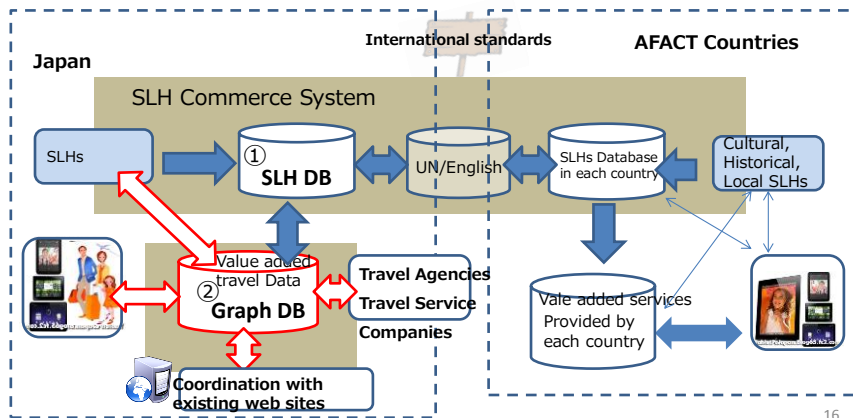 International standards
AFACT Countries
Japan
SLH Commerce System
SLHs
①
SLH DB
UN/English
SLHs Database
in each country
Cultural,
Historical,
Local SLHs
Value added
travel Data
②
Graph DB
Travel Agencies
Travel Service
Companies
Vale added services
Provided by
each country
Coordination with
existing web sites
16